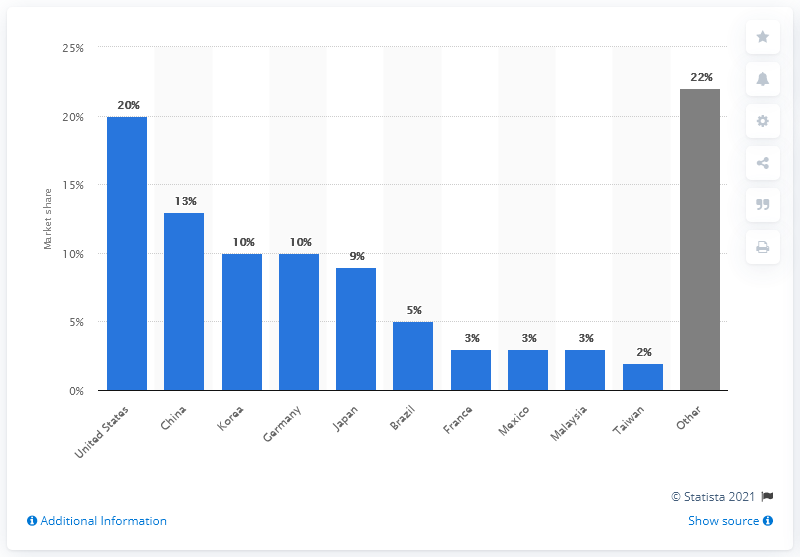 25%
20%
15%
10%
5%
0%
Market share
20%
13%
10%
10%
9%
5%
3%
3%
3%
2%
22%
United States
China
Korea
Germany
Japan
Brazil
France
Mexico
Malaysia
Taiwan
Other
© Statista 2021
Additional Information
Show source